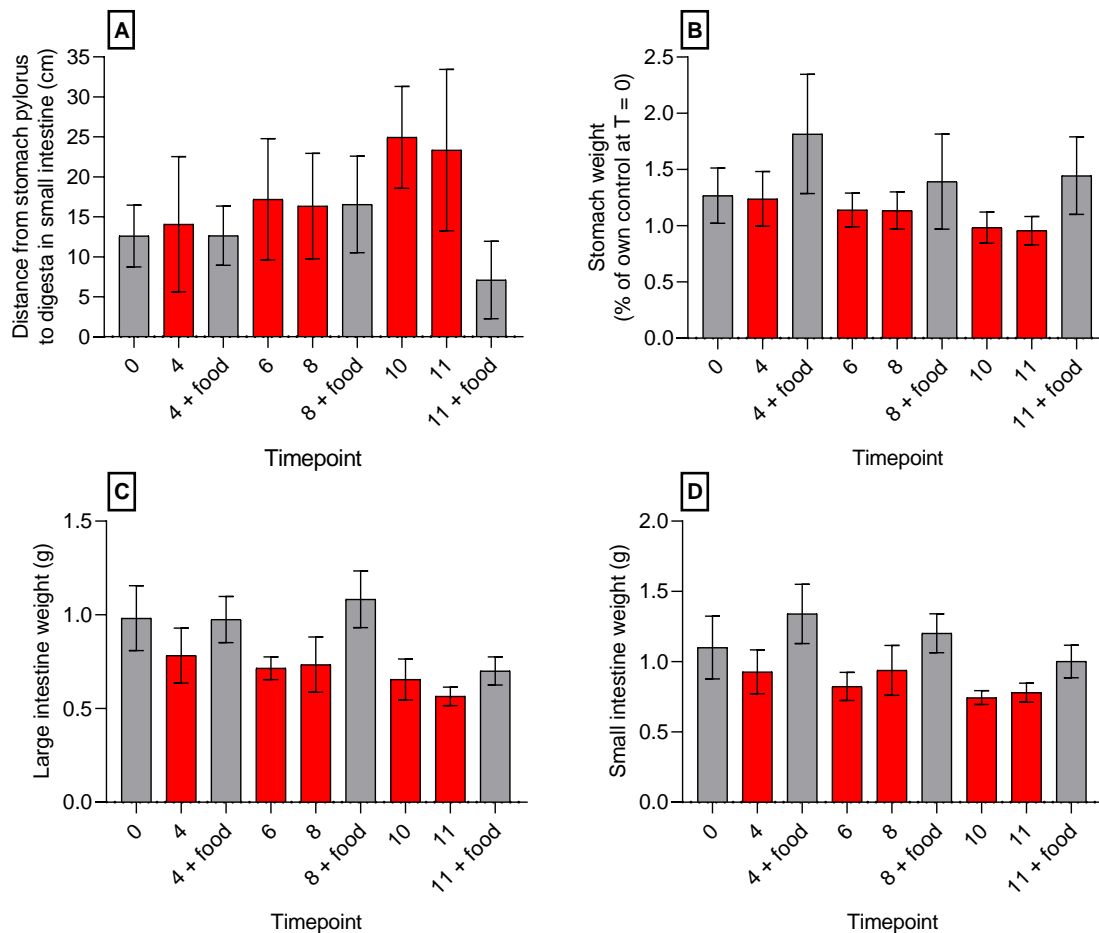 A
Distance from stomach pylorus
to digesta in small intestine (cm)
35
30
25
20
15
10
5
0
0
4
4 + food
6
8
8 + food
10
11
11 + food
Timepoint
B
Stomach weight
(% of own control at T = 0)
2.5
2.0
1.5
1.0
0.5
0.0
0
4
4 + food
6
8
8 + food
10
11
11 + food
Timepoint
C
Large intestine weight (g)
1.5
1.0
0.5
0.0
0
4
4 + food
6
8
8 + food
10
11
11 + food
Timepoint
D
Small intestine weight (g)
2.0
1.5
1.0
0.5
0.0
0
4
4 + food
6
8
8 + food
10
11
11 + food
Timepoint